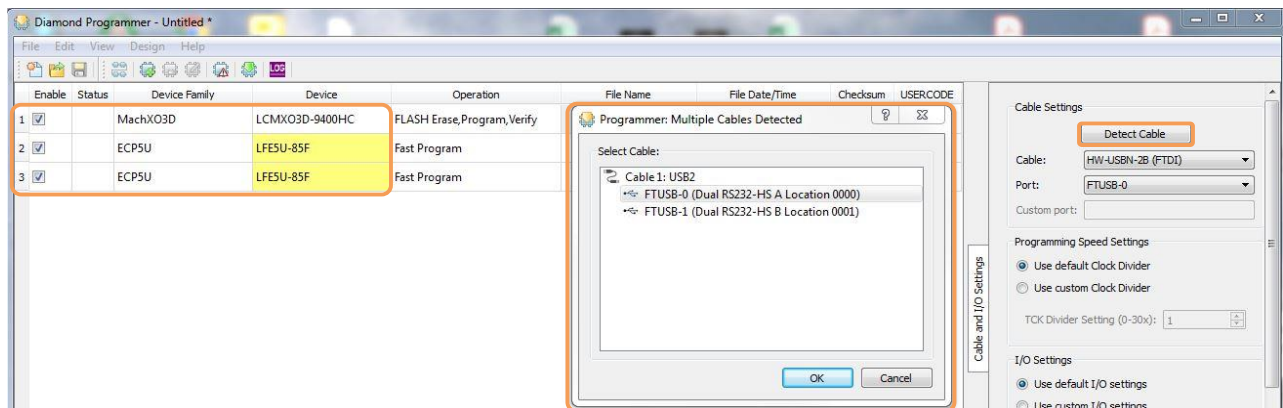 Diamond Programmer - Untitled *
File Edit View Design Help
LOG
Enable Status Device Family Device Operation File Name File Date/Time Checksum USERCODE
1 MachXO3D LCMXO3D-9400HC FLASH Erase,Program,Verify
2 ECP5U LFE5U-85F Fast Program
3 ECP5U LFE5U-85F Fast Program
Programmer: Multiple Cables Detected
Select Cable:
Cable 1: USB2
FTUSB-0 (Dual RS232-HS A Location 0000)
FTUSB-1 (Dual RS232-HS B Location 0001)
OK Cancel
Cable and I/O Settings
Cable Settings
Detect Cable
Cable: HW-USBN-2B (FTDI)
Port: FTUSB-0
Custom port:
Programming Speed Settings
Use default Clock Divider
Use custom Clock Divider
TCK Divider Setting (0-30x): 1
I/O Settings
Use default I/O settings
Use custom I/O settings